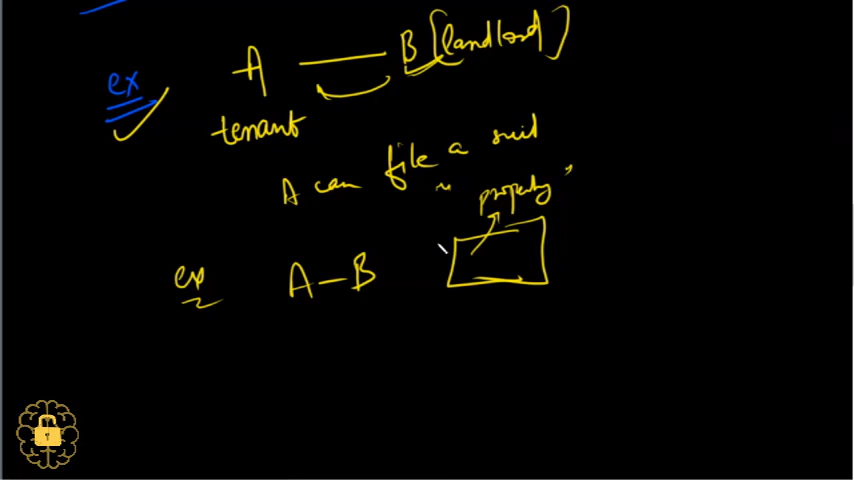 A — B (landlord)
ex
tenant
A can file a suit
" property "
ex A — B